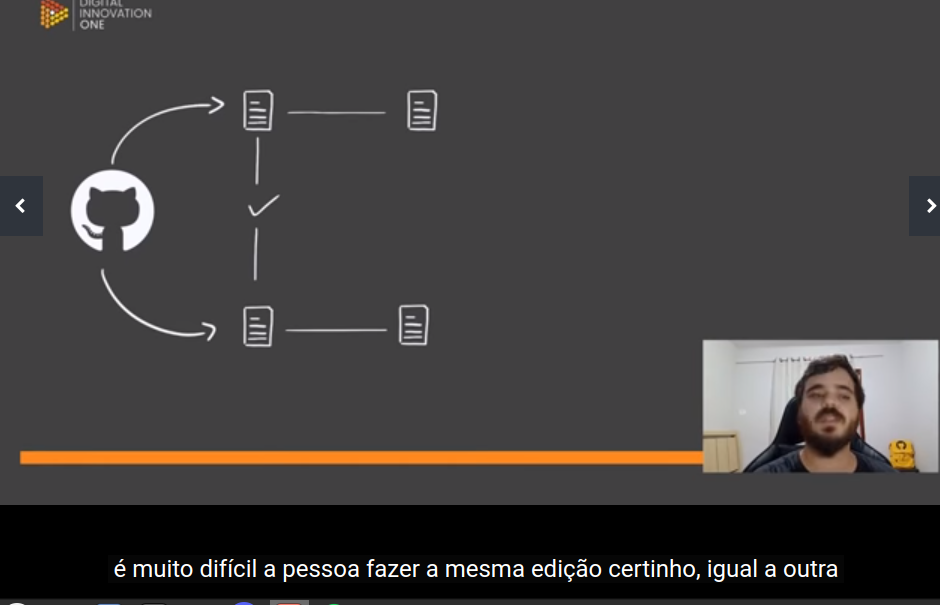 DIGITAL
INNOVATION
ONE
é muito difícil a pessoa fazer a mesma edição certinho, igual a outra